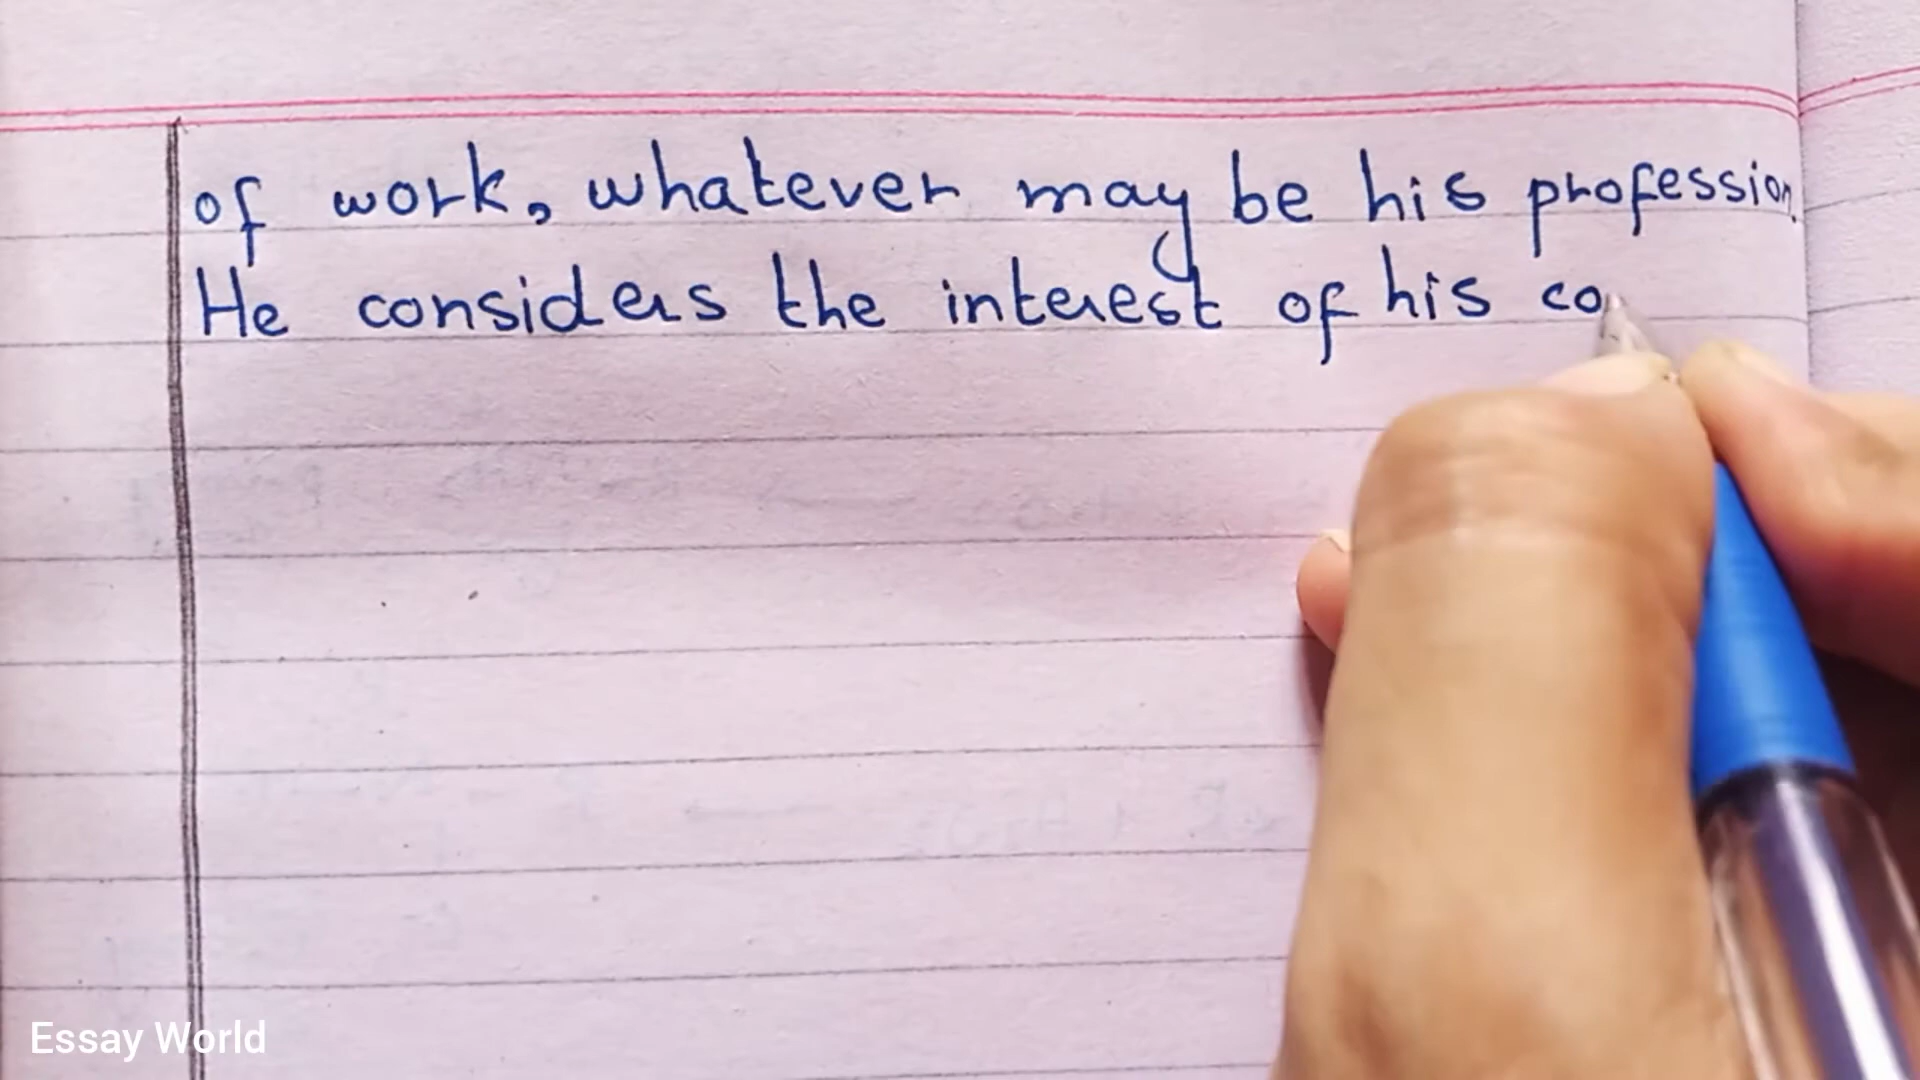 of work, whatever may be his profession.
He considers the interest of his co
Essay World